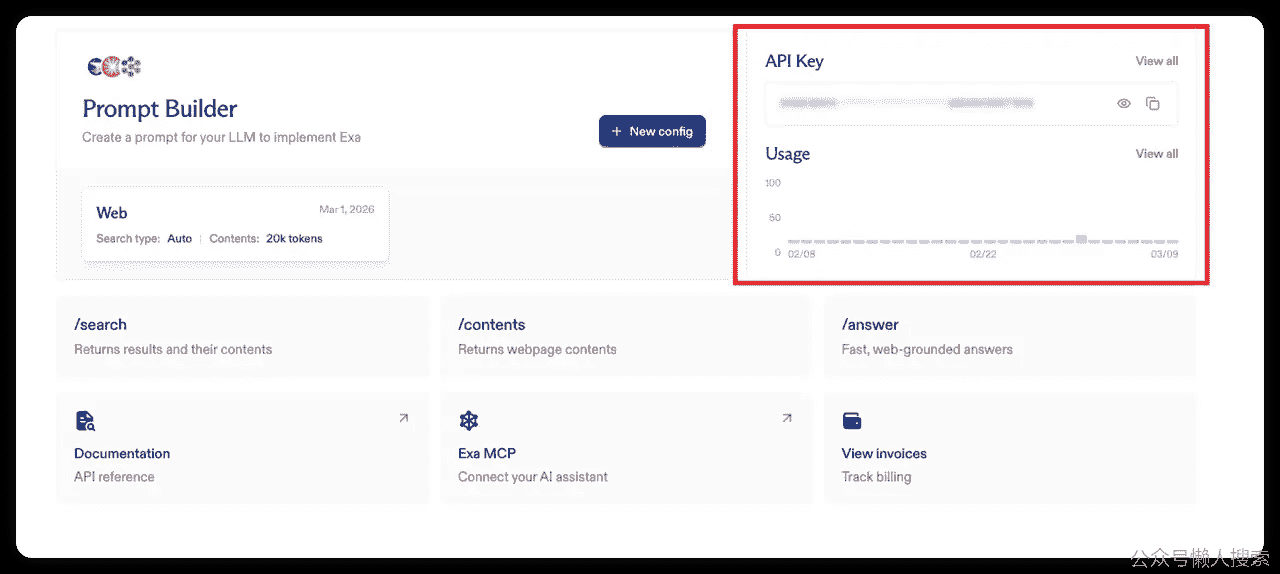 Prompt Builder
Create a prompt for your LLM to implement Exa
+ New config
Web
Mar 1, 2026
Search type: Auto | Contents: 20k tokens
API Key
View all
Usage
View all
100
50
0
02/08
02/22
03/09
/search
Returns results and their contents
/contents
Returns webpage contents
/answer
Fast, web-grounded answers
Documentation
API reference
Exa MCP
Connect your AI assistant
View invoices
Track billing
公众号懒人搜索